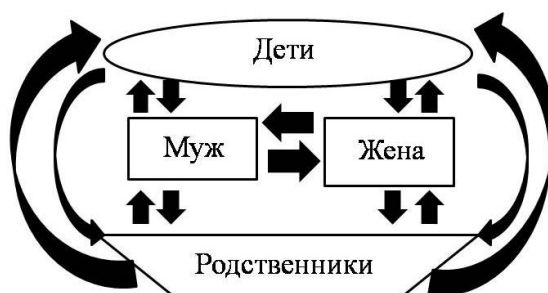 Дети
Муж
Жена
Родственники